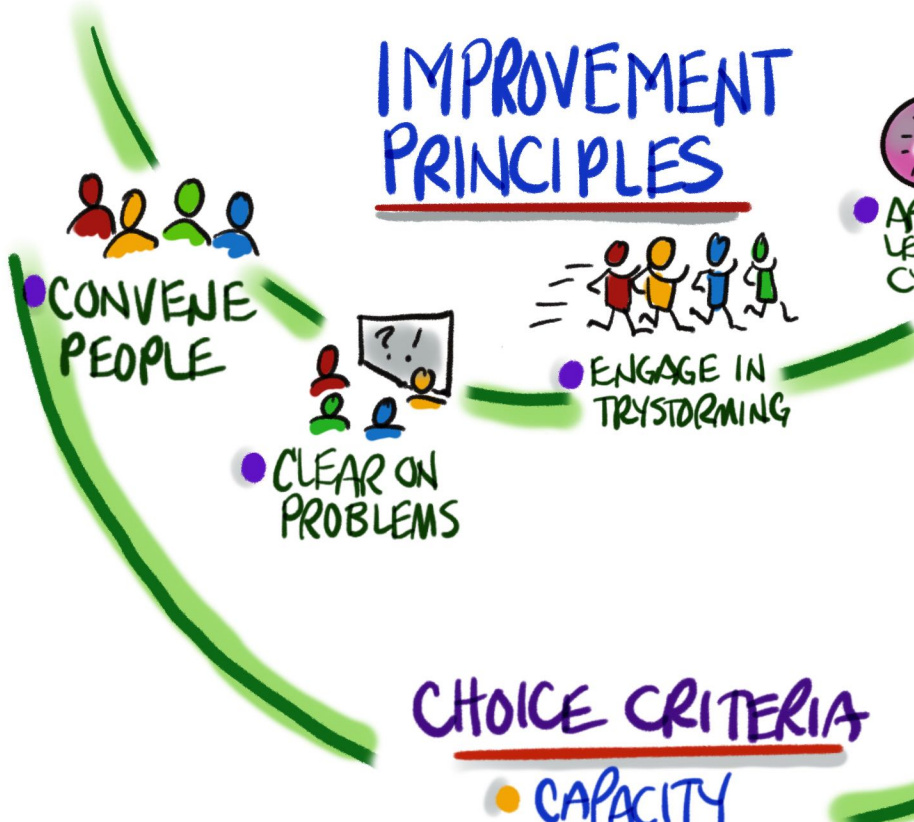 IMPROVEMENT
PRINCIPLES
CONVENE
PEOPLE
? !
CLEAR ON
PROBLEMS
ENGAGE IN
TRYSTORMING
CHOICE CRITERIA
CAPACITY